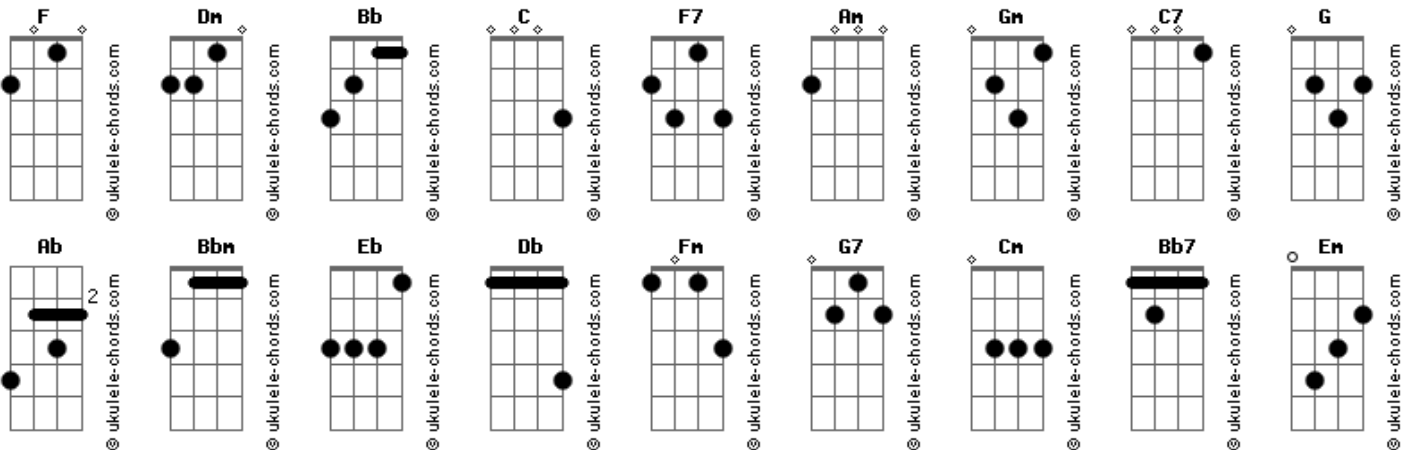 F Dm Bb C F7 Am Gm C7 G
© ukulele-chords.com © ukulele-chords.com © ukulele-chords.com © ukulele-chords.com © ukulele-chords.com © ukulele-chords.com © ukulele-chords.com © ukulele-chords.com © ukulele-chords.com
Ab Bbm Eb Db Fm G7 Cm Bb7 Em
2
© ukulele-chords.com © ukulele-chords.com © ukulele-chords.com © ukulele-chords.com © ukulele-chords.com © ukulele-chords.com © ukulele-chords.com © ukulele-chords.com © ukulele-chords.com